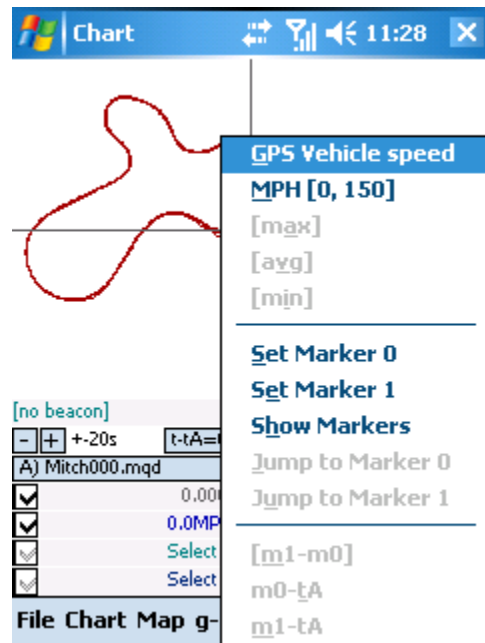 Chart 11:28
GPS Vehicle speed
MPH [0, 150]
[max]
[avg]
[min]
Set Marker 0
Set Marker 1
Show Markers
Jump to Marker 0
Jump to Marker 1
[m1-m0]
m0-tA
m1-tA
[no beacon]
- + +-20s t-tA=
A) Mitch000.mqd
0.00
0.0MP
Select
Select
File Chart Map g-